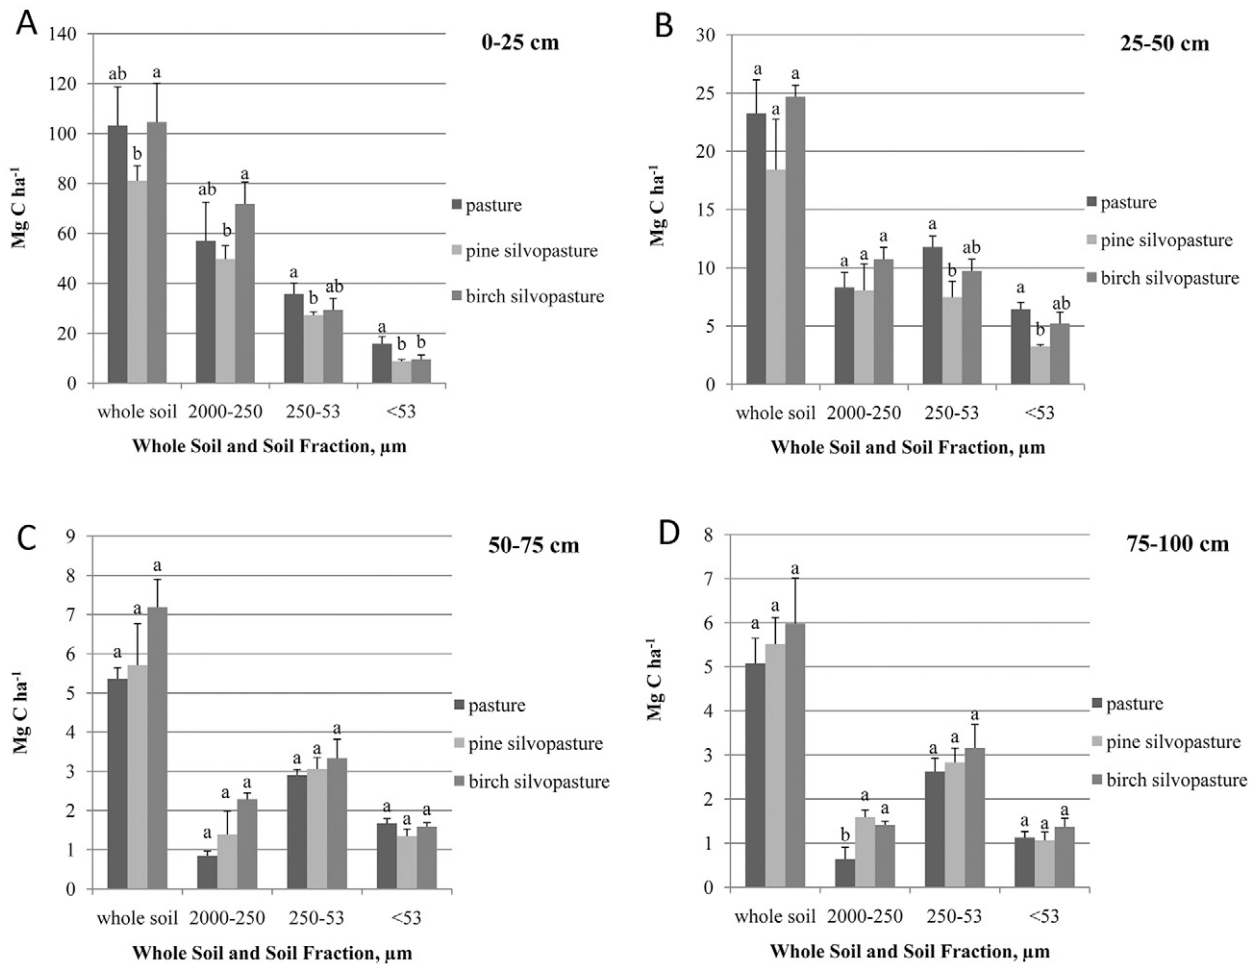 A
0-25 cm
140
120
100
80
60
40
20
0
Mg C ha⁻¹
ab
b
a
ab
b
a
a
b
ab
a
b
b
whole soil 2000-250 250-53 <53
Whole Soil and Soil Fraction, µm
pasture
pine silvopasture
birch silvopasture
B
25-50 cm
30
25
20
15
10
5
0
Mg C ha⁻¹
a
a
a
a
a
a
a
b
ab
a
b
ab
whole soil 2000-250 250-53 <53
Whole Soil and Soil Fraction, µm
pasture
pine silvopasture
birch silvopasture
C
50-75 cm
9
8
7
6
5
4
3
2
1
0
Mg C ha⁻¹
a
a
a
a
a
a
a
a
a
a
a
a
whole soil 2000-250 250-53 <53
Whole Soil and Soil Fraction, µm
pasture
pine silvopasture
birch silvopasture
D
75-100 cm
8
7
6
5
4
3
2
1
0
Mg C ha⁻¹
a
a
a
b
a
a
a
a
a
a
a
a
whole soil 2000-250 250-53 <53
Whole Soil and Soil Fraction, µm
pasture
pine silvopasture
birch silvopasture